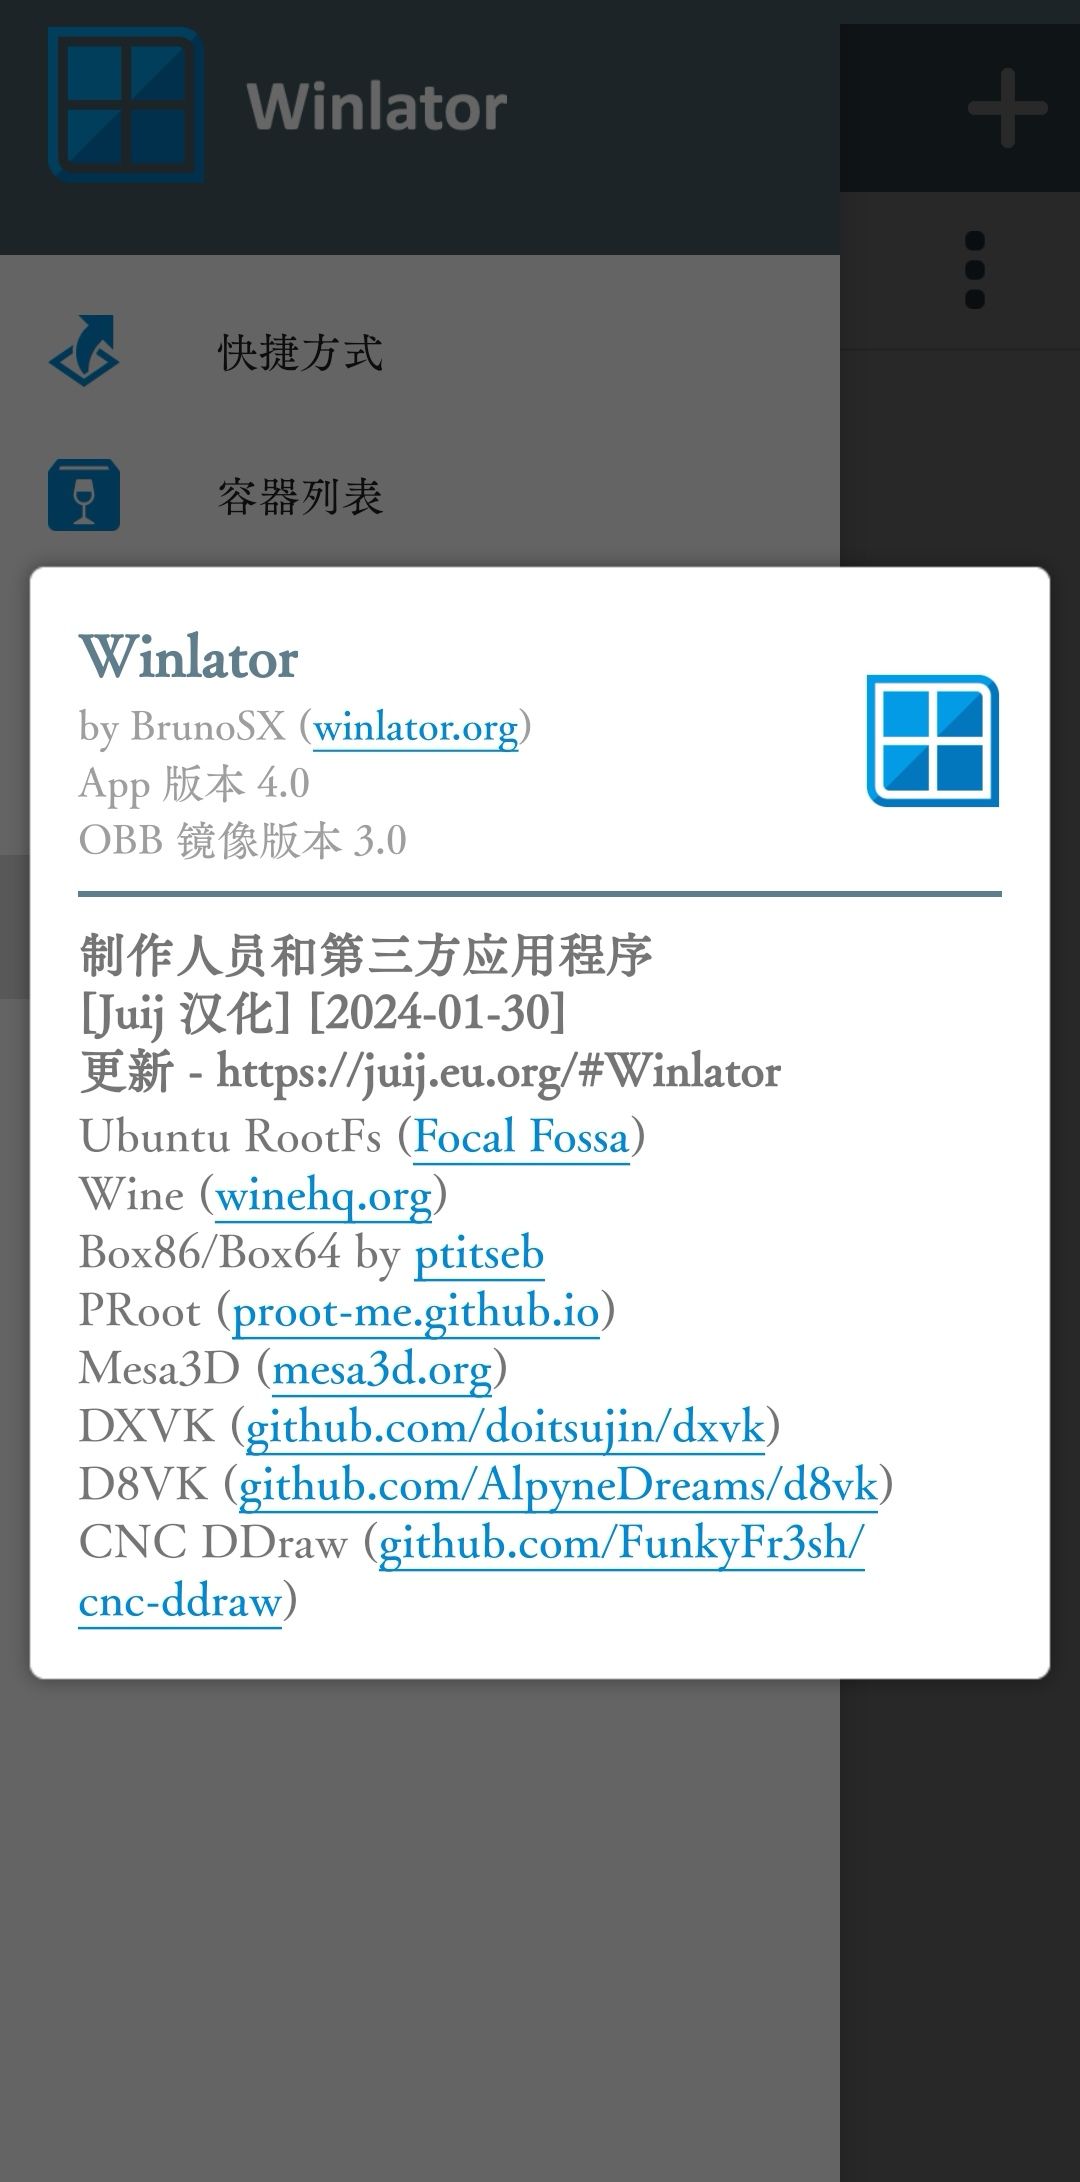 Winlator
快捷方式
容器列表
Winlator
by BrunoSX (winlator.org)
App 版本 4.0
OBB 镜像版本 3.0
制作人员和第三方应用程序
[Juij 汉化] [2024-01-30]
更新 - https://juij.eu.org/#Winlator
Ubuntu RootFs (Focal Fossa)
Wine (winehq.org)
Box86/Box64 by ptitseb
PRoot (proot-me.github.io)
Mesa3D (mesa3d.org)
DXVK (github.com/doitsujin/dxvk)
D8VK (github.com/AlpyneDreams/d8vk)
CNC DDraw (github.com/FunkyFr3sh/
cnc-ddraw)